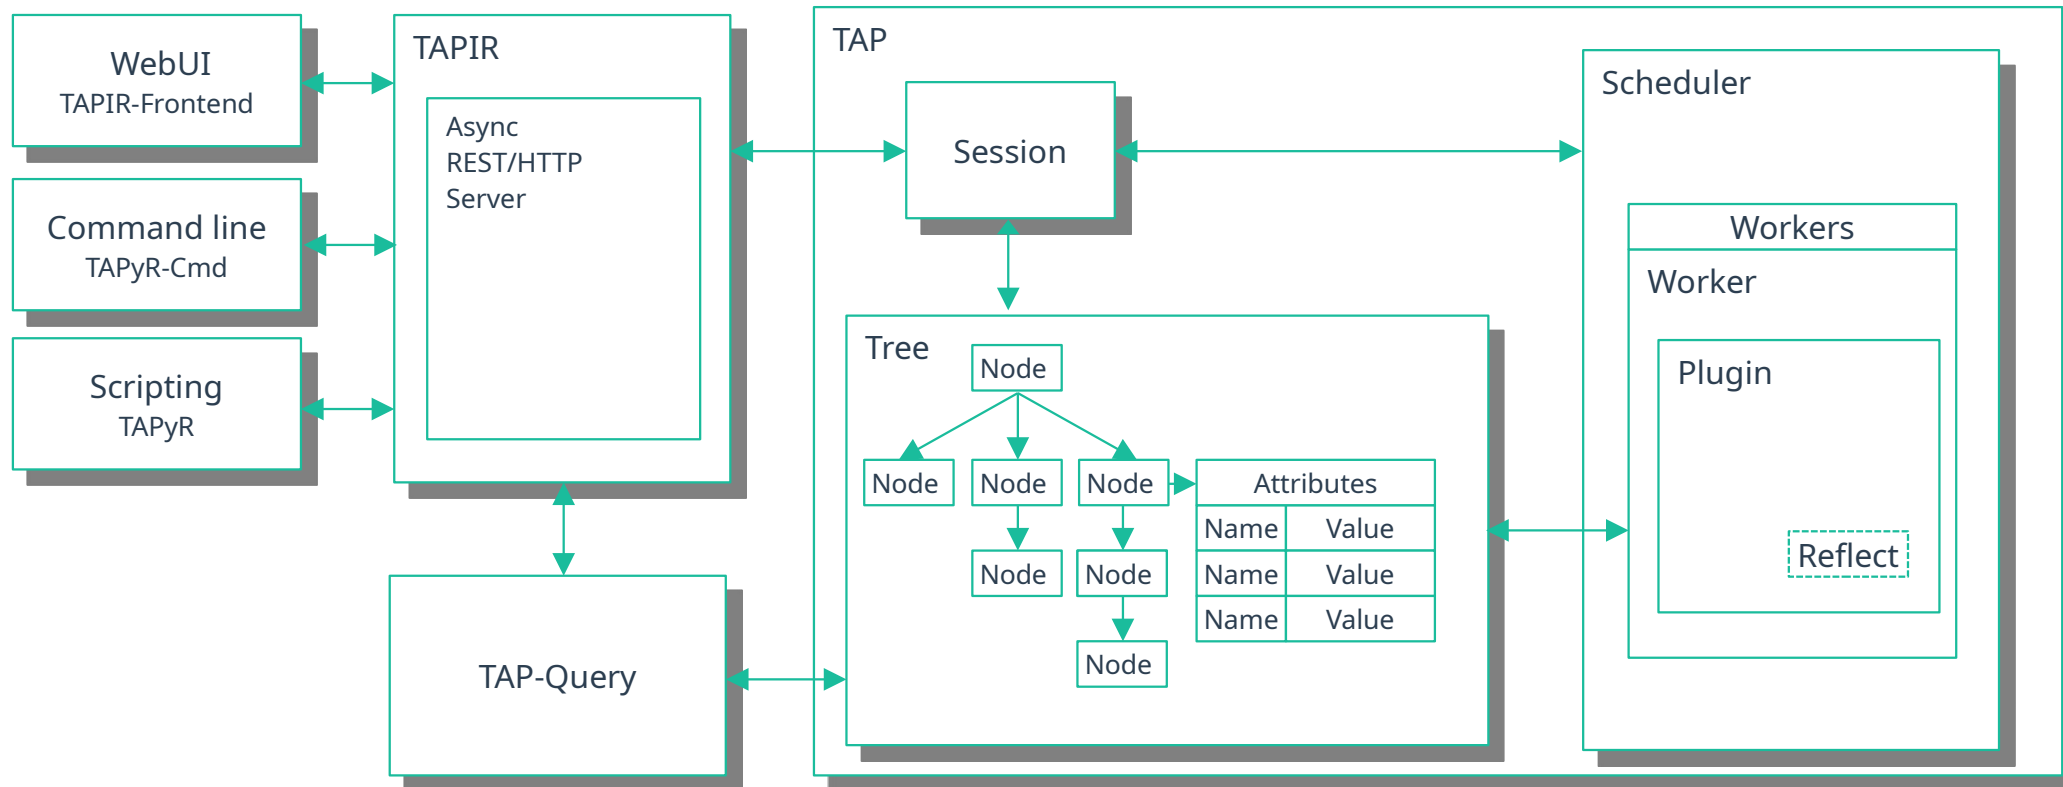 WebUI
TAPIR-Frontend
Command line
TAPyR-Cmd
Scripting
TAPyR
TAPIR
Async
REST/HTTP
Server
TAP-Query
TAP
Session
Tree
Node
Node Node Node
Node Node
Node
Attributes
Name Value
Name Value
Name Value
Scheduler
Workers
Worker
Plugin
Reflect